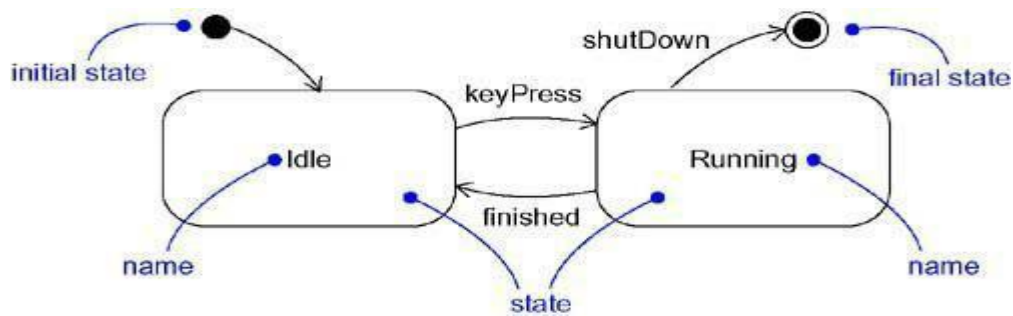 shutDown
initial state
keyPress
final state
Idle
Running
finished
name
state
name